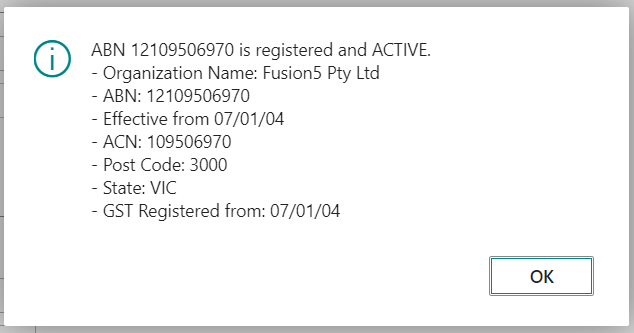 ABN 12109506970 is registered and ACTIVE.
- Organization Name: Fusion5 Pty Ltd
- ABN: 12109506970
- Effective from 07/01/04
- ACN: 109506970
- Post Code: 3000
- State: VIC
- GST Registered from: 07/01/04
OK